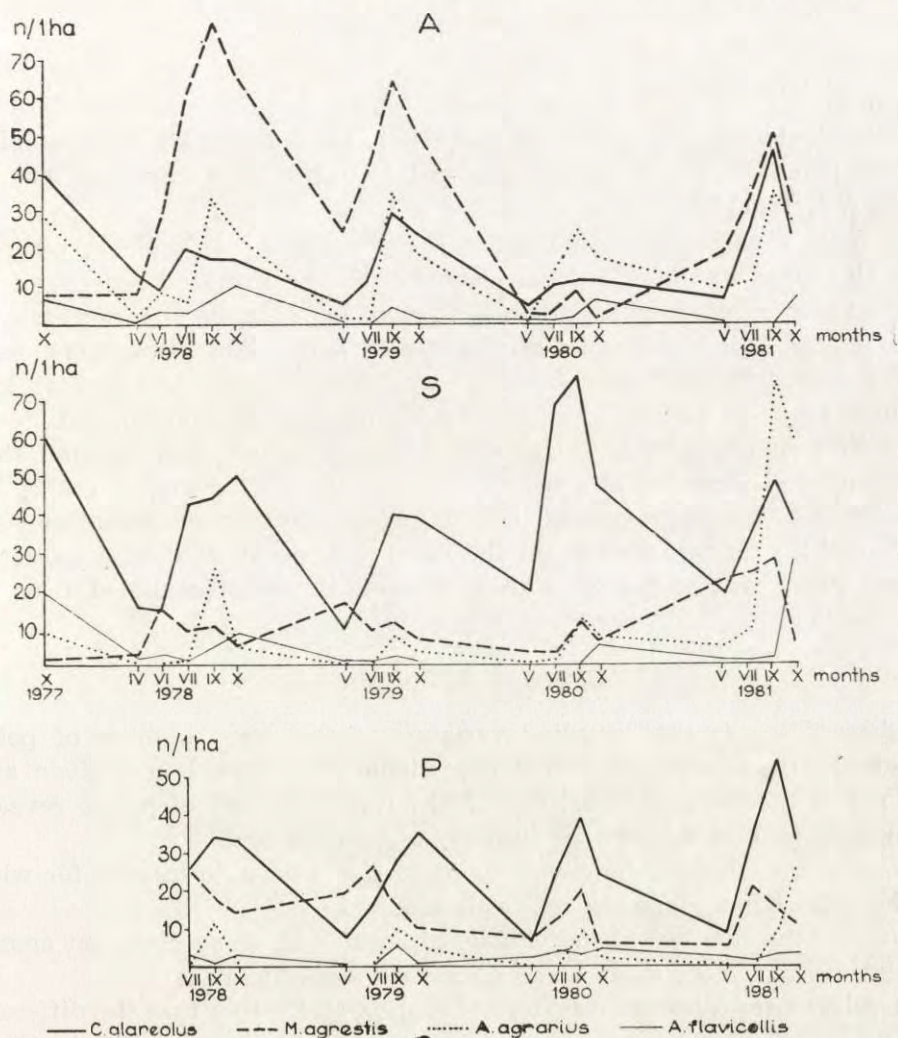 n/1ha
A
70
60
50
40
30
20
10
X IV VI VII IX X V VII IX X V VII IX X V VII IX X months
1978 1979 1980 1981
n/1ha
S
70
60
50
40
30
20
10
X IV VI VII IX X V VII IX X V VII IX X V VII IX X months
1977 1978 1979 1980 1981
n/1ha
P
50
40
30
20
10
VII IX X V VII IX X V VII IX X V VII IX X months
1978 1979 1980 1981
C. alareolus M. agrestis A. agrarius A. flavicollis